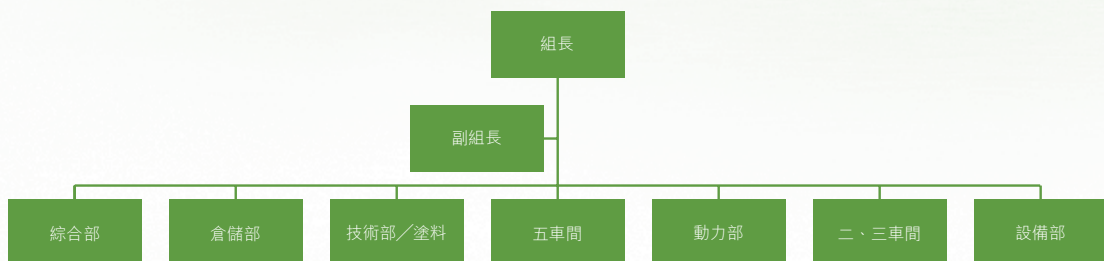 組長
副組長
綜合部
倉儲部
技術部／塗料
五車間
動力部
二、三車間
設備部